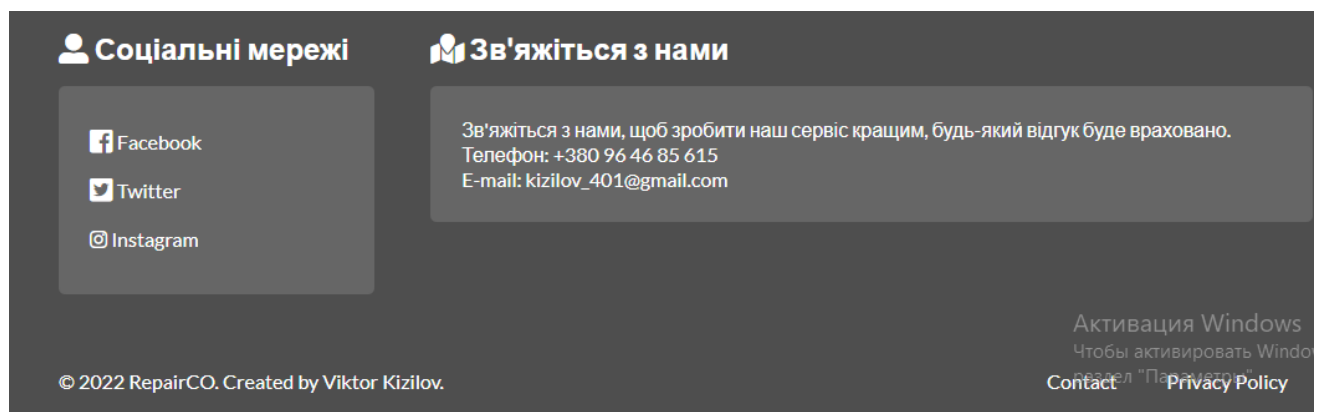 Соціальні мережі
Facebook
Twitter
Instagram
Зв'яжіться з нами
Зв'яжіться з нами, щоб зробити наш сервіс кращим, будь-який відгук буде враховано.
Телефон: +380 96 46 85 615
E-mail: kizilov_401@gmail.com
Активация Windows
Чтобы активировать
раздел "Параметры".
© 2022 RepairCO. Created by Viktor Kizilov.
Contact
Privacy Policy